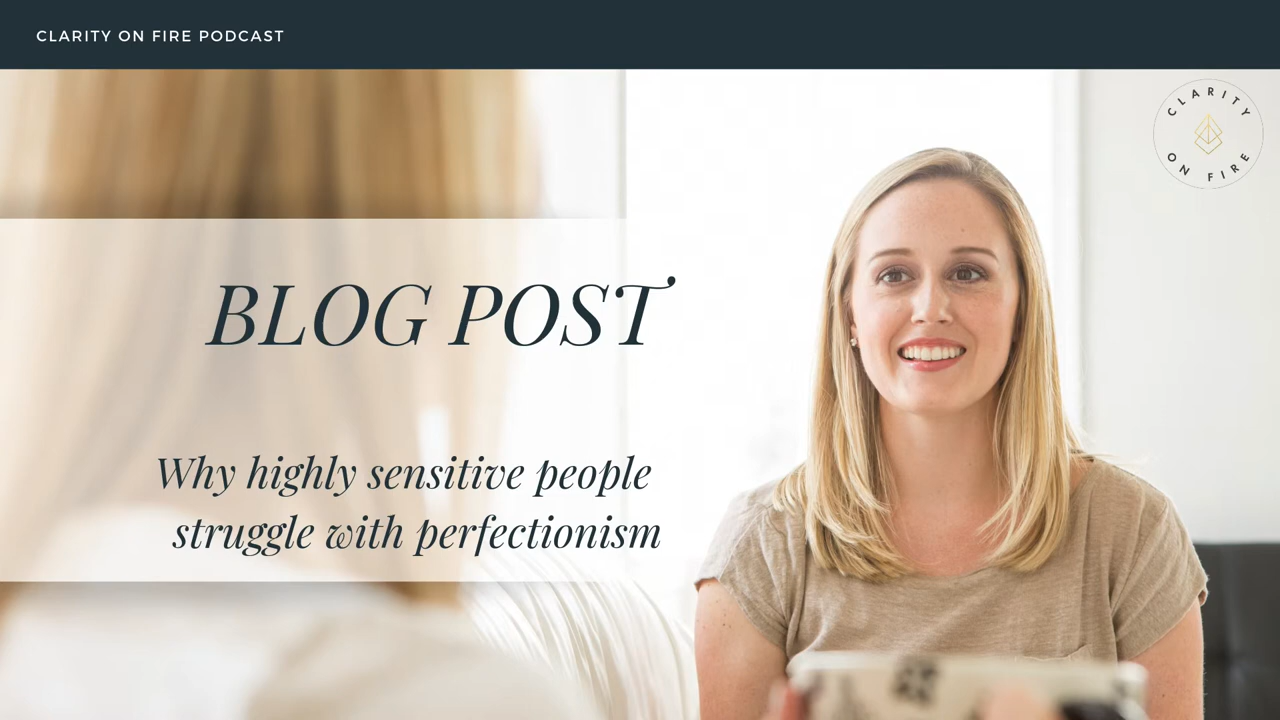 CLARITY ON FIRE PODCAST
CLARITY
ON FIRE
BLOG POST
Why highly sensitive people
struggle with perfectionism